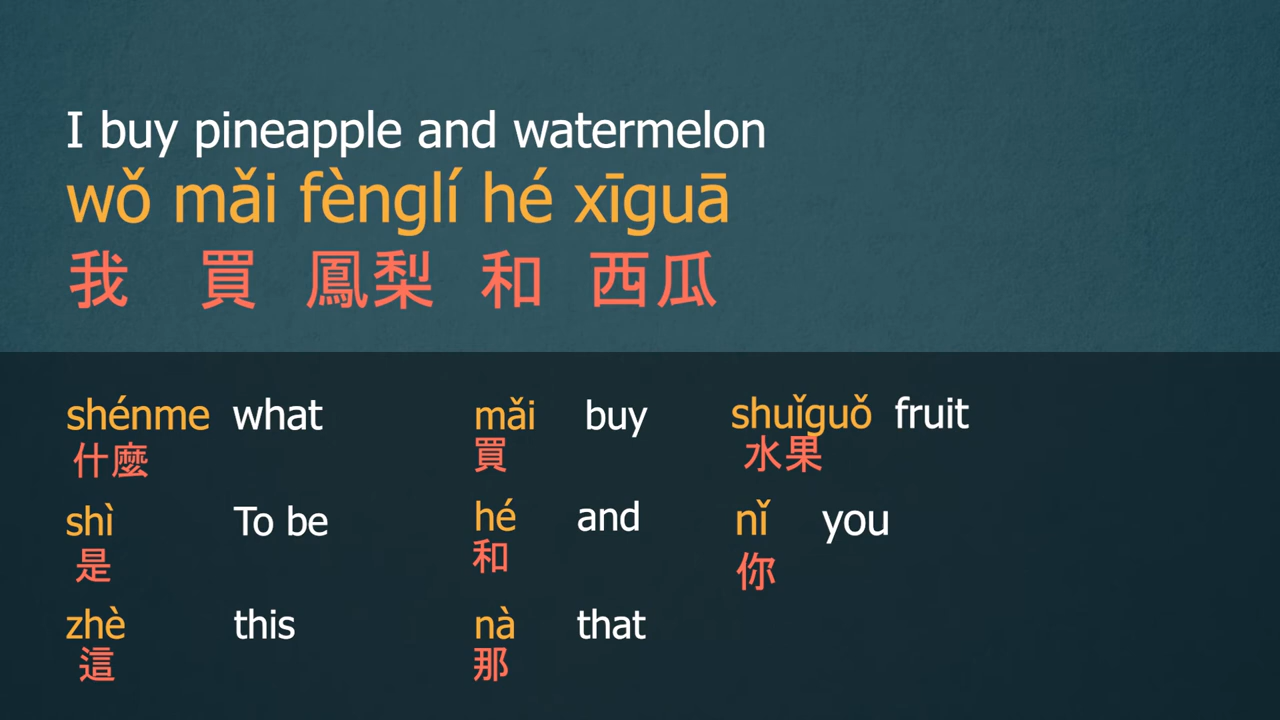 I buy pineapple and watermelon
wǒ mǎi fènglí hé xīguā
我 買 鳳梨 和 西瓜
shénme what
什麼
mǎi buy
買
shuǐguǒ fruit
水果
shì To be
是
hé and
和
nǐ you
你
zhè this
這
nà that
那